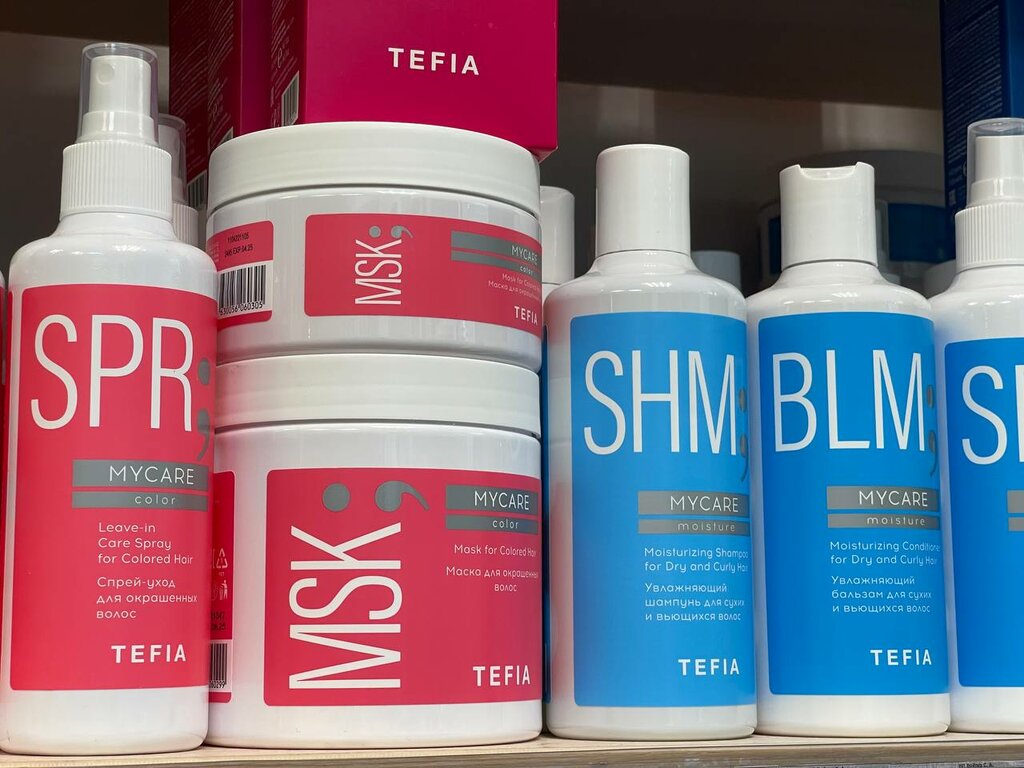 TEFIA
SPR;
MYCARE
color
Leave-in
Care Spray
for Colored Hair
Спрей-уход
для окрашенных
волос
TEFIA
MSK;
MYCARE
color
Mask for
TEFIA
MSK;
MYCARE
color
Mask for Colored Hair
Маска для окрашенных
волос
TEFIA
SHM;
MYCARE
moisture
Moisturizing Shampoo
for Dry and Curly Hair
Увлажняющий
шампунь для сухих
и вьющихся волос
TEFIA
BLM;
MYCARE
moisture
Moisturizing Conditioner
for Dry and Curly Hair
Увлажняющий
бальзам для сухих
и вьющихся волос
TEFIA